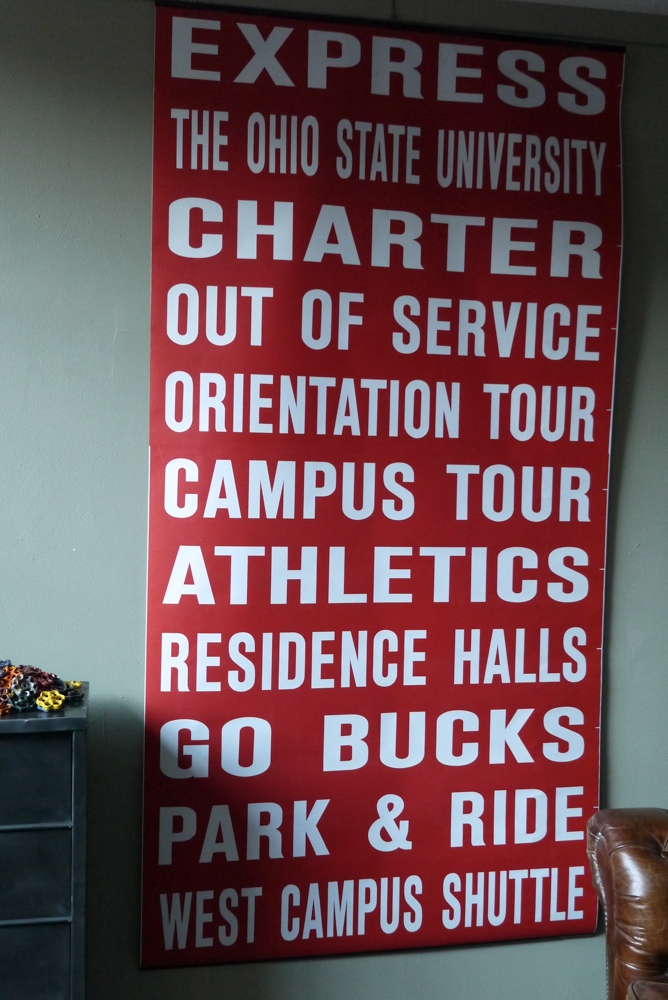 EXPRESS
THE OHIO STATE UNIVERSITY
CHARTER
OUT OF SERVICE
ORIENTATION TOUR
CAMPUS TOUR
ATHLETICS
RESIDENCE HALLS
GO BUCKS
PARK & RIDE
WEST CAMPUS SHUTTLE